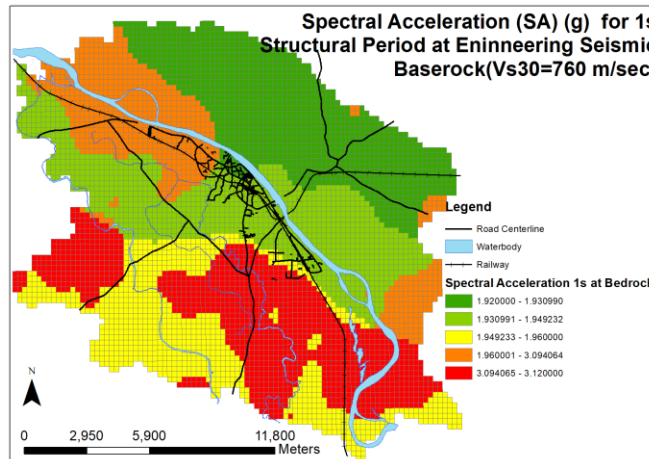 Spectral Acceleration (SA) (g) for 1s
Structural Period at Eninneering Seismic
Baserock(Vs30=760 m/sec
Legend
Road Centerline
Waterbody
Railway
Spectral Acceleration 1s at Bedrock
1.920000 - 1.930990
1.930991 - 1.949232
1.949233 - 1.960000
1.960001 - 3.094064
3.094065 - 3.120000
N
0 2,950 5,900 11,800
Meters